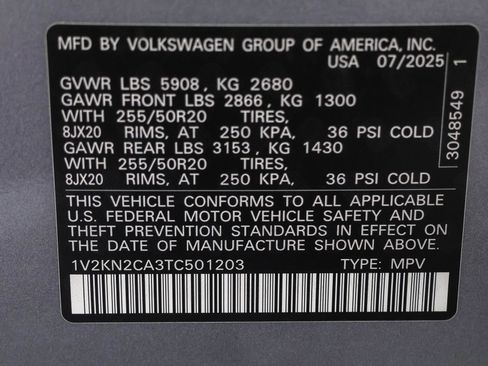 MFD BY VOLKSWAGEN GROUP OF AMERICA, INC.
USA 07/2025
GVWR LBS 5908, KG 2680
GAWR FRONT LBS 2866, KG 1300
WITH 255/50R20 TIRES,
8JX20 RIMS, AT 250 KPA, 36 PSI COLD
GAWR REAR LBS 3153, KG 1430
WITH 255/50R20 TIRES,
8JX20 RIMS, AT 250 KPA, 36 PSI COLD
THIS VEHICLE CONFORMS TO ALL APPLICABLE
U.S. FEDERAL MOTOR VEHICLE SAFETY AND
THEFT PREVENTION STANDARDS IN EFFECT ON
THE DATE OF MANUFACTURE SHOWN ABOVE.
1V2KN2CA3TC501203 TYPE: MPV
3048549 1